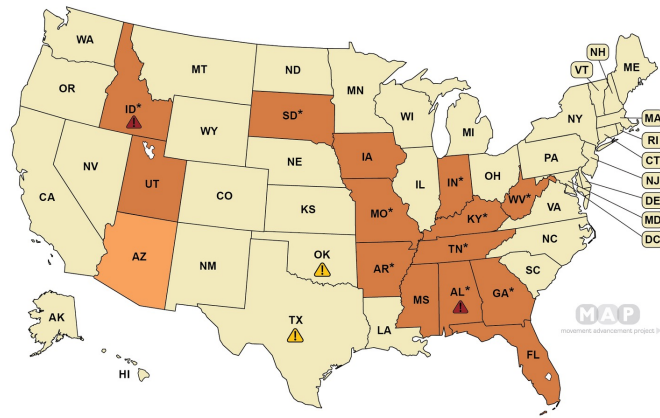 WA
MT
ND
MN
NH
VT
ME
OR
ID*
SD*
WI
MI
NY
MA
WY
RI
CT
NV
UT
NE
IA
IL
IN*
OH
PA
NJ
CA
CO
KS
MO*
KY*
WV*
VA
DE
MD
DC
AZ
NM
OK
AR*
TN*
NC
SC
TX
LA
MS
AL*
GA*
FL
AK
HI
MAP
movement advancement project